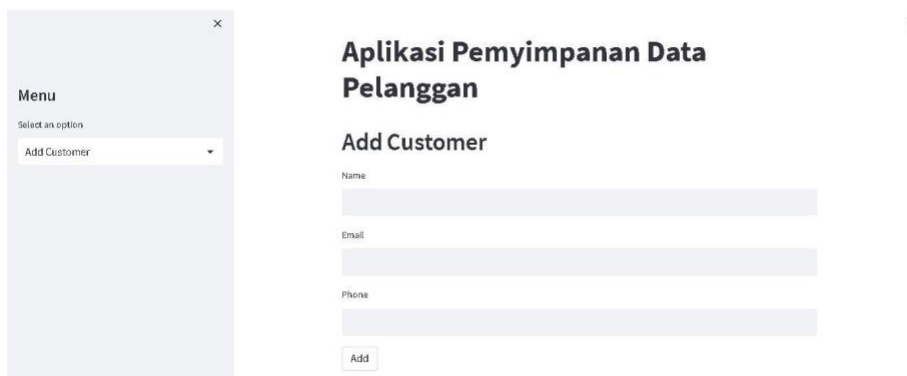 Menu
Select an option
Add Customer
Aplikasi Pemyimpanan Data
Pelanggan
Add Customer
Name
Email
Phone
Add